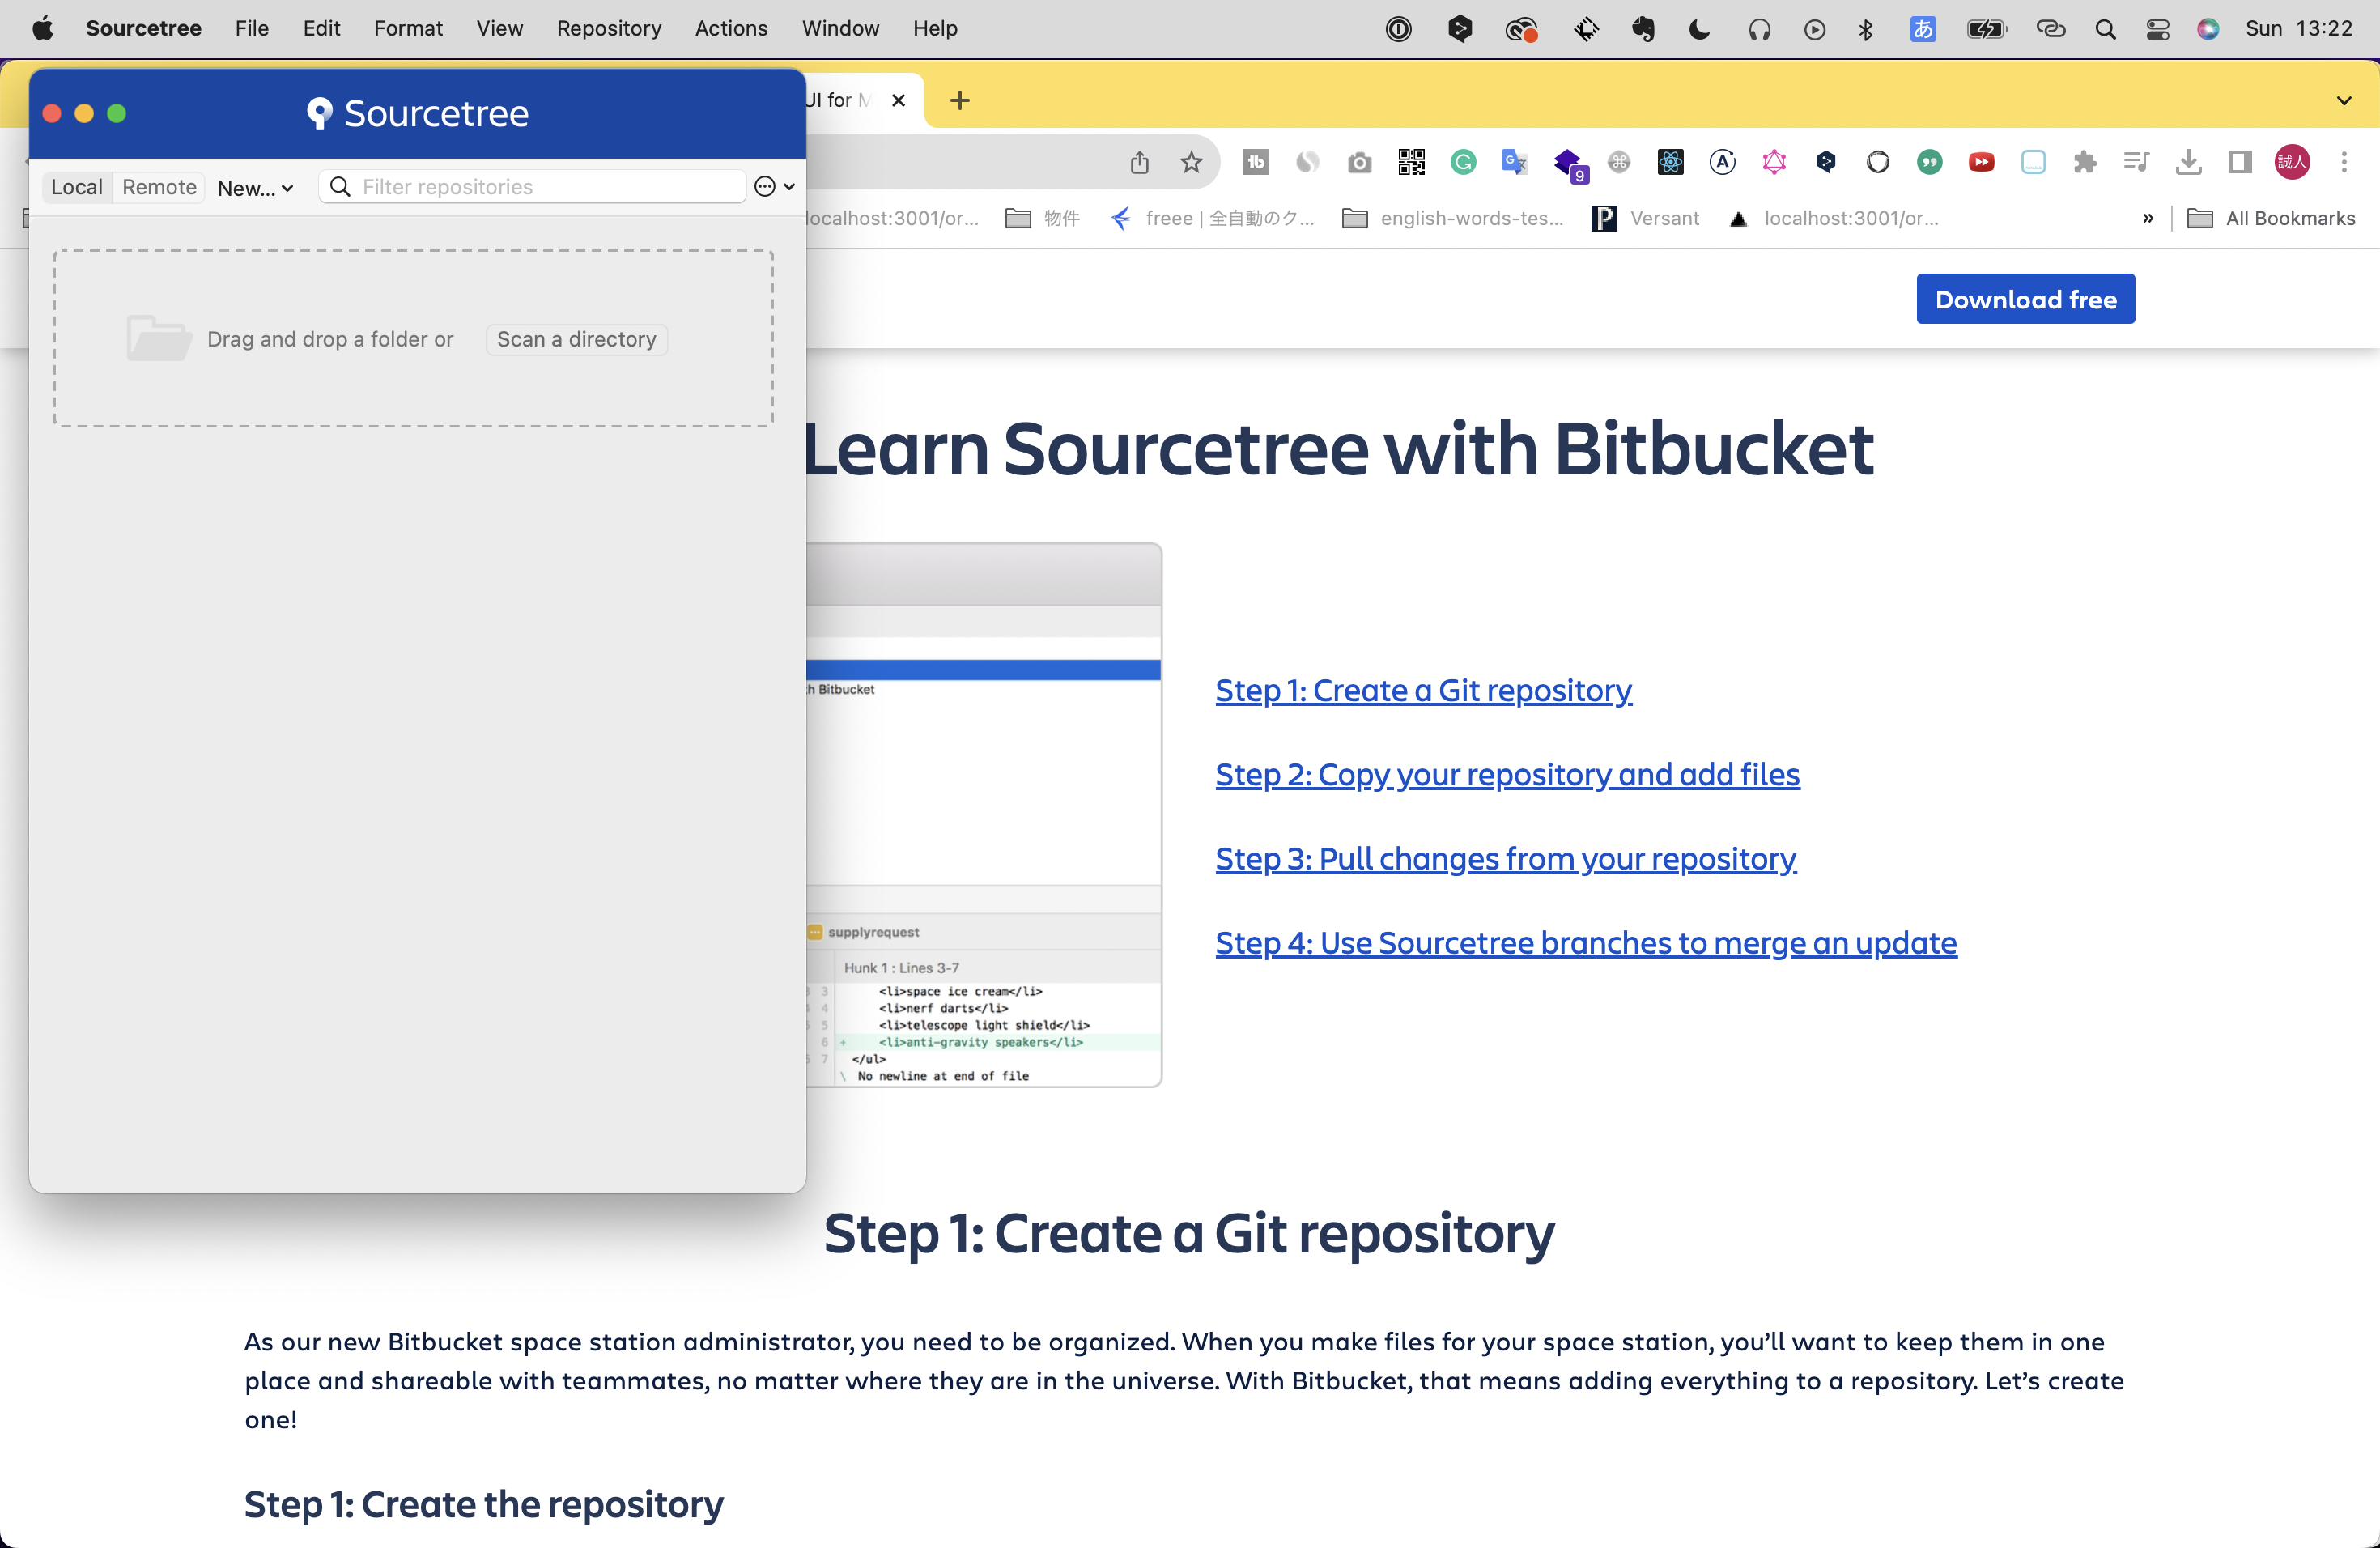 Sourcetree File Edit Format View Repository Actions Window Help あ Sun 13:22
Sourcetree
UI for M
Local Remote New... Filter repositories
9
誠人
localhost:3001/or... 物件 freee | 全自動のク... english-words-tes... Versant localhost:3001/or... » All Bookmarks
Drag and drop a folder or Scan a directory
Download free
Learn Sourcetree with Bitbucket
h Bitbucket
Step 1: Create a Git repository
Step 2: Copy your repository and add files
Step 3: Pull changes from your repository
Step 4: Use Sourcetree branches to merge an update
supplyrequest
Hunk 1 : Lines 3-7
3 <li>space ice cream</li>
4 <li>nerf darts</li>
5 <li>telescope light shield</li>
6 + <li>anti-gravity speakers</li>
7 </ul>
\ No newline at end of file
Step 1: Create a Git repository
As our new Bitbucket space station administrator, you need to be organized. When you make files for your space station, you’ll want to keep them in one
place and shareable with teammates, no matter where they are in the universe. With Bitbucket, that means adding everything to a repository. Let’s create
one!
Step 1: Create the repository